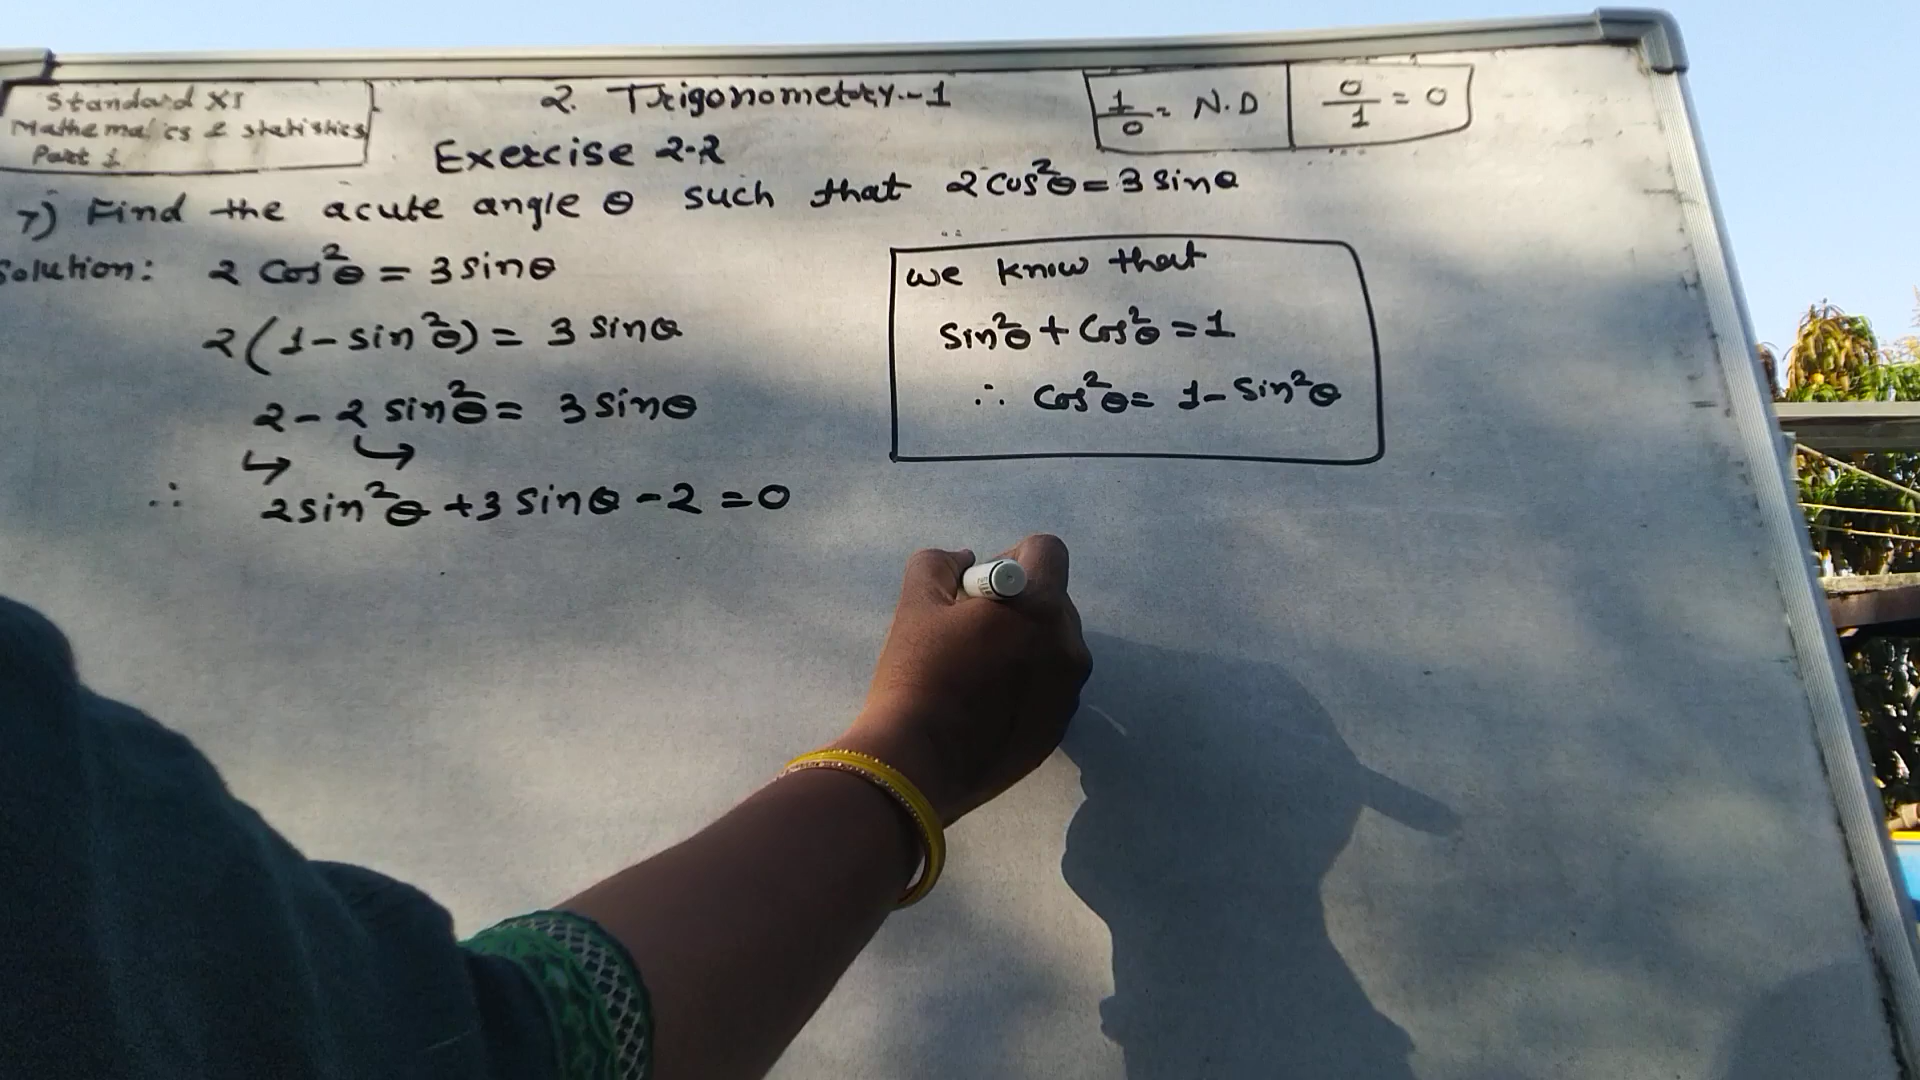 Standard XI
Mathematics & statistics
Part 1
2. Trigonometry-1
1/0 = N.D
0/1 = 0
Exercise 2.2
7) Find the acute angle θ such that 2cos²θ = 3 sinθ
Solution: 2 cos²θ = 3 sinθ
2(1 - sin²θ) = 3 sinθ
2 - 2 sin²θ = 3 sinθ
↪ ↪
∴ 2sin²θ + 3 sinθ - 2 = 0
we know that
Sin²θ + Cos²θ = 1
∴ Cos²θ = 1 - Sin²θ